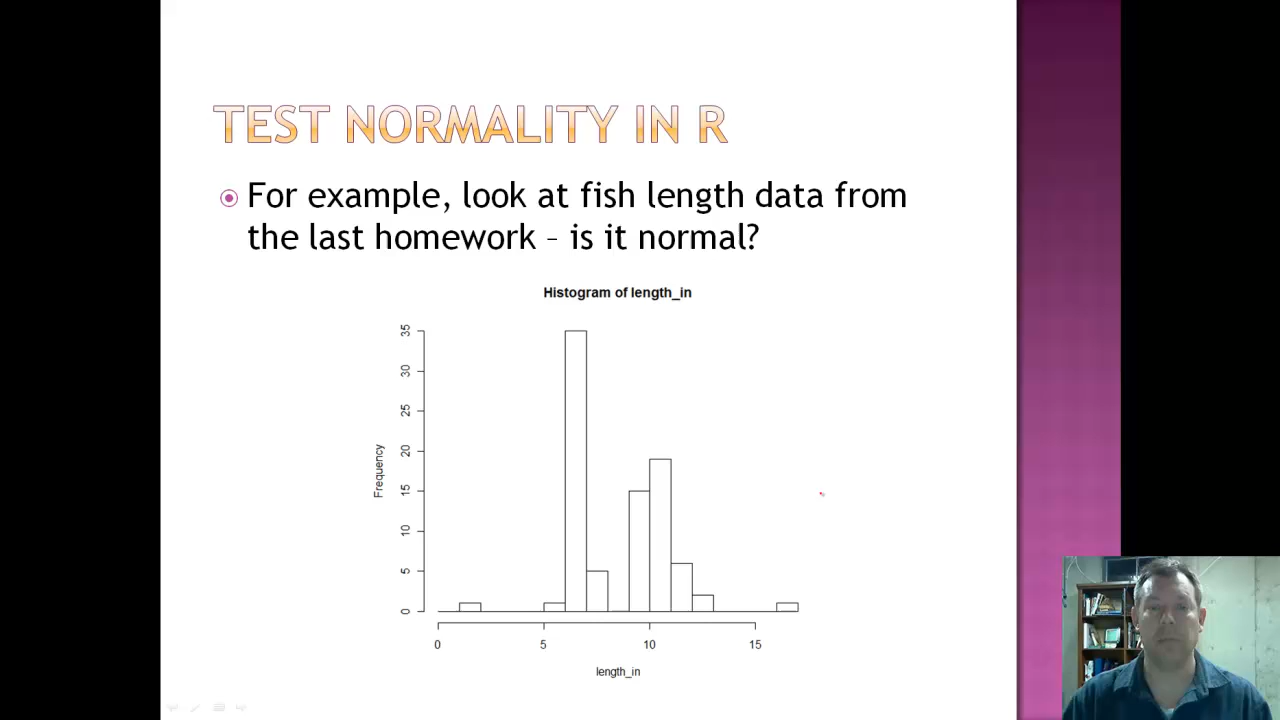 TEST NORMALITY IN R
For example, look at fish length data from
the last homework – is it normal?
Histogram of length_in
Frequency
35
30
25
20
15
10
5
0
0 5 10 15
length_in